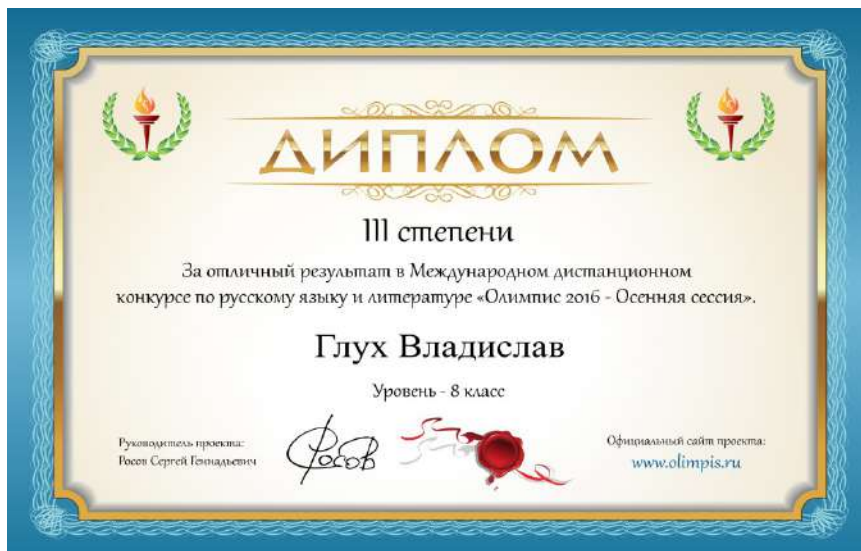 ДИПЛОМ
III степени
За отличный результат в Международном дистанционном
конкурсе по русскому языку и литературе «Олимпис 2016 - Осенняя сессия».
Глух Владислав
Уровень - 8 класс
Руководитель проекта:
Росов Сергей Геннадьевич
Росов
Официальный сайт проекта:
www.olimpis.ru